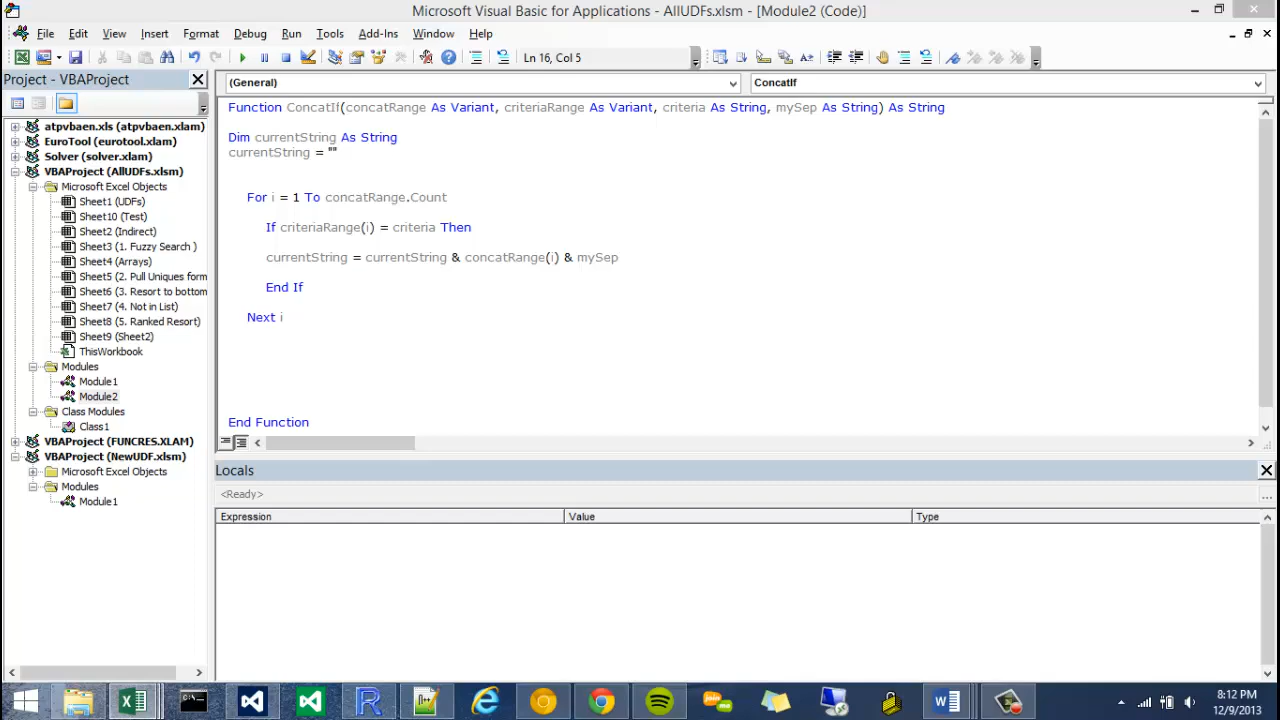 Microsoft Visual Basic for Applications - AllUDFs.xlsm - [Module2 (Code)]
File Edit View Insert Format Debug Run Tools Add-Ins Window Help
Ln 16, Col 5
Project - VBAProject
(General) ConcatIf
atpvbaen.xls (atpvbaen.xlam)
EuroTool (eurotool.xlam)
Solver (solver.xlam)
VBAProject (AllUDFs.xlsm)
Microsoft Excel Objects
Sheet1 (UDFs)
Sheet10 (Test)
Sheet2 (Indirect)
Sheet3 (1. Fuzzy Search )
Sheet4 (Arrays)
Sheet5 (2. Pull Uniques form
Sheet6 (3. Resort to bottom
Sheet7 (4. Not in List)
Sheet8 (5. Ranked Resort)
Sheet9 (Sheet2)
ThisWorkbook
Modules
Module1
Module2
Class Modules
Class1
VBAProject (FUNCRES.XLAM)
VBAProject (NewUDF.xlsm)
Microsoft Excel Objects
Modules
Module1
Function ConcatIf(concatRange As Variant, criteriaRange As Variant, criteria As String, mySep As String) As String
Dim currentString As String
currentString = ""
For i = 1 To concatRange.Count
If criteriaRange(i) = criteria Then
currentString = currentString & concatRange(i) & mySep
End If
Next i
End Function
Locals
<Ready>
Expression Value Type
8:12 PM
12/9/2013